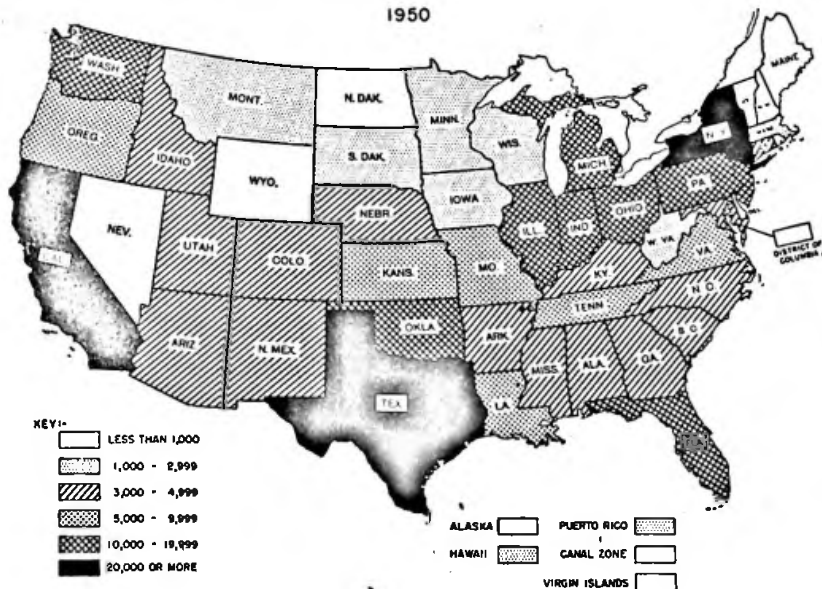 1950
WASH.
MONT.
N. DAK.
MINN.
MAINE
OREG.
IDAHO
S. DAK.
WIS.
MICH.
N.Y.
WYO.
IOWA
PA.
NEBR.
NEV.
UTAH
COLO.
ILL.
IND.
OHIO
W. VA.
VA.
DISTRICT OF
COLUMBIA
CAL.
KANS.
MO.
KY.
N. C.
TENN.
OKLA.
ARK.
S. C.
ARIZ.
N. MEX.
MISS.
ALA.
GA.
TEX.
LA.
FLA.
KEY:-
LESS THAN 1,000
1,000 - 2,999
3,000 - 4,999
5,000 - 9,999
10,000 - 19,999
20,000 OR MORE
ALASKA
PUERTO RICO
HAWAII
CANAL ZONE
VIRGIN ISLANDS